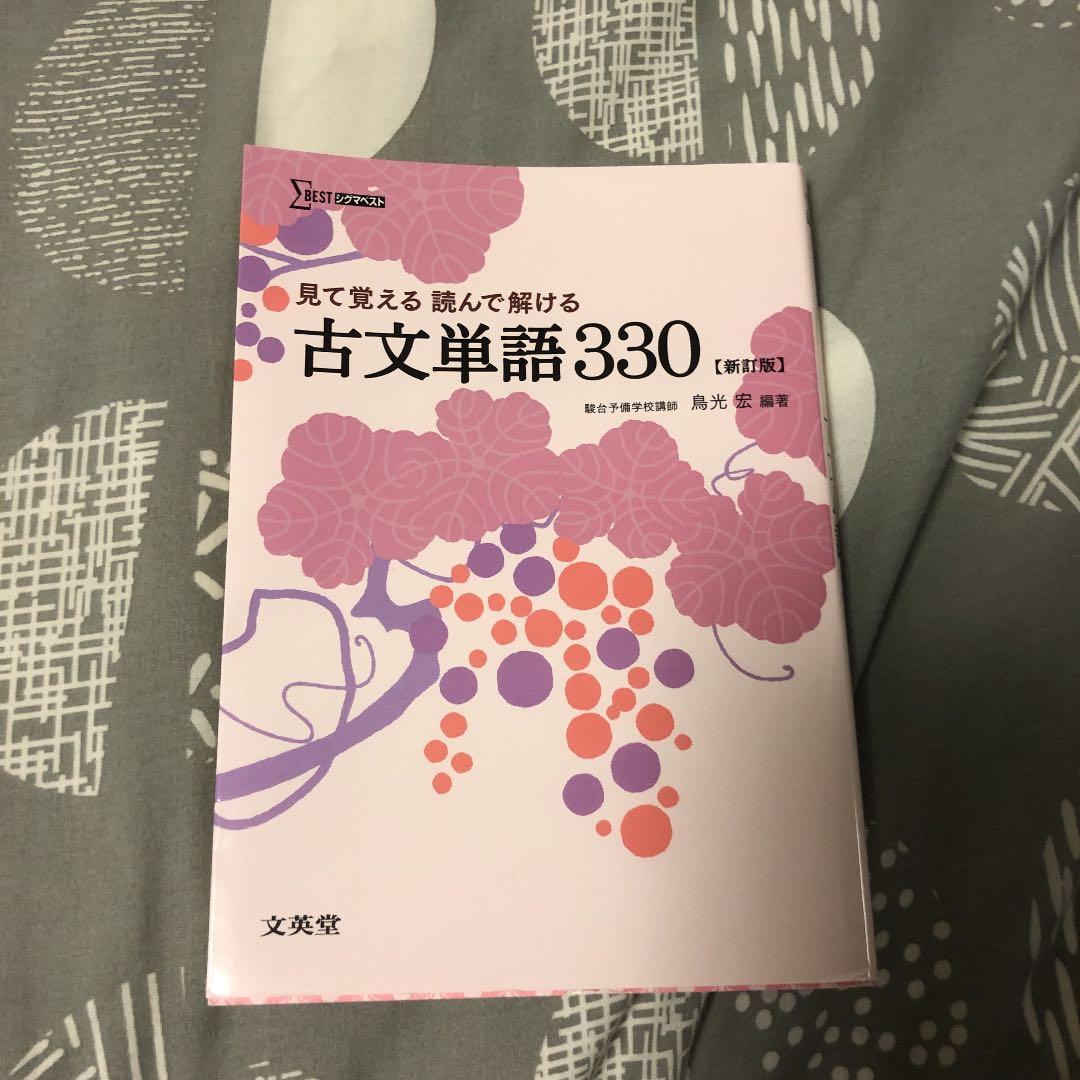 ΣBEST シグマベスト
見て覚える 読んで解ける
古文単語330【新訂版】
駿台予備学校講師 鳥光 宏 編著
文英堂